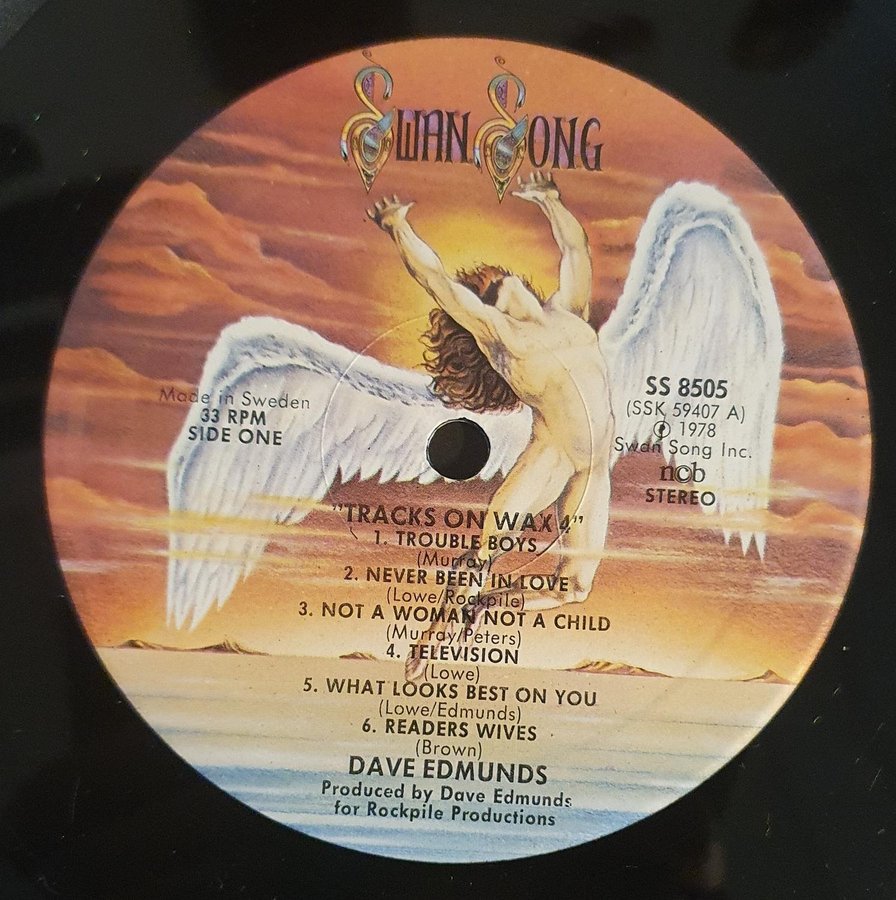 SWAN SONG
Made in Sweden
33 RPM
SIDE ONE
SS 8505
(SSK 59407 A)
Ⓟ 1978
Swan Song Inc.
ncb
STEREO
"TRACKS ON WAX 4"
1. TROUBLE BOYS
(Murray)
2. NEVER BEEN IN LOVE
(Lowe/Rockpile)
3. NOT A WOMAN NOT A CHILD
(Murray/Peters)
4. TELEVISION
(Lowe)
5. WHAT LOOKS BEST ON YOU
(Lowe/Edmunds)
6. READERS WIVES
(Brown)
DAVE EDMUNDS
Produced by Dave Edmunds
for Rockpile Productions